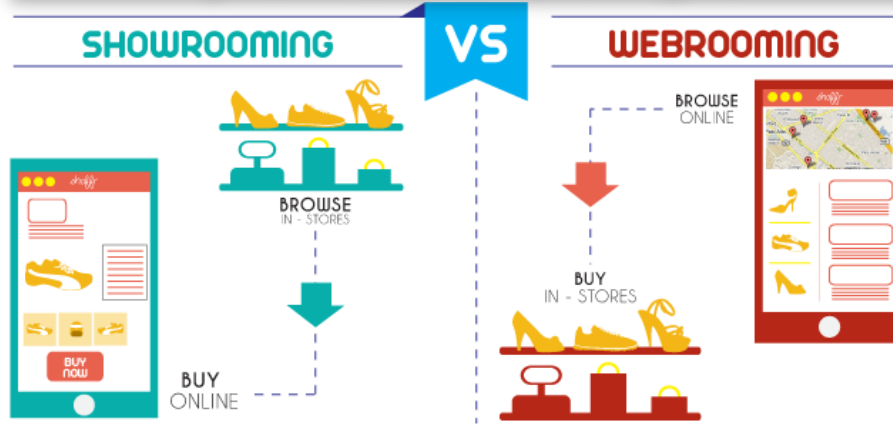 SHOWROOMING
VS
WEBROOMING
BROWSE
IN - STORES
BUY
NOW
BUY
ONLINE
BROWSE
ONLINE
BUY
IN - STORES